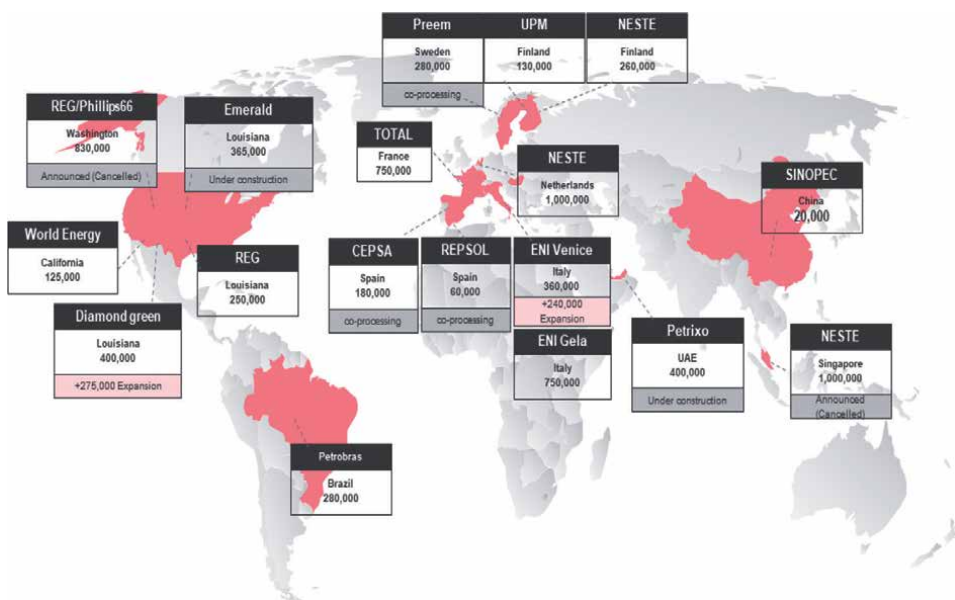 Preem
Sweden
280,000
co-processing
UPM
Finland
130,000
NESTE
Finland
260,000
REG/Phillips66
Washington
830,000
Announced (Cancelled)
Emerald
Louisiana
365,000
Under construction
TOTAL
France
750,000
NESTE
Netherlands
1,000,000
SINOPEC
China
20,000
World Energy
California
125,000
REG
Louisiana
250,000
CEPSA
Spain
180,000
co-processing
REPSOL
Spain
60,000
co-processing
ENI Venice
Italy
360,000
+240,000
Expansion
Diamond green
Louisiana
400,000
+275,000 Expansion
ENI Gela
Italy
750,000
Petrixo
UAE
400,000
Under construction
NESTE
Singapore
1,000,000
Announced
(Cancelled)
Petrobras
Brazil
280,000